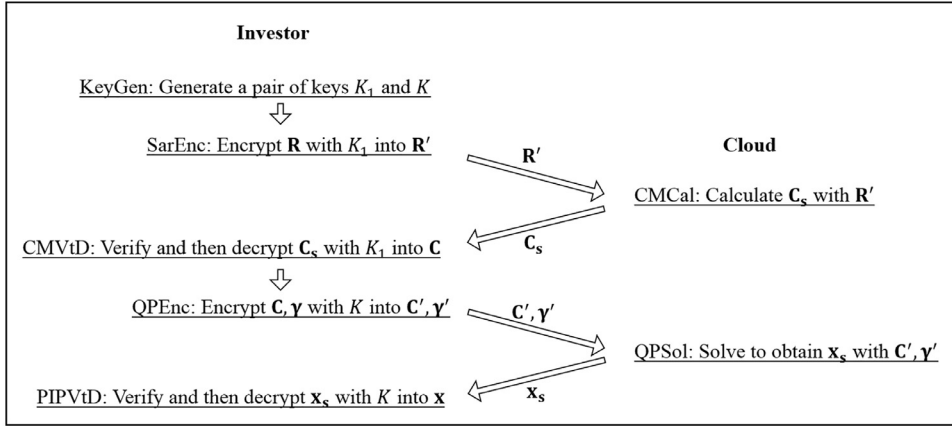 Investor
KeyGen: Generate a pair of keys K₁ and K
SarEnc: Encrypt R with K₁ into R′
R′
Cloud
CMCal: Calculate Cₛ with R′
Cₛ
CMVtD: Verify and then decrypt Cₛ with K₁ into C
QPEnc: Encrypt C, γ with K into C′, γ′
C′, γ′
QPSol: Solve to obtain xₛ with C′, γ′
xₛ
PIPVtD: Verify and then decrypt xₛ with K into x